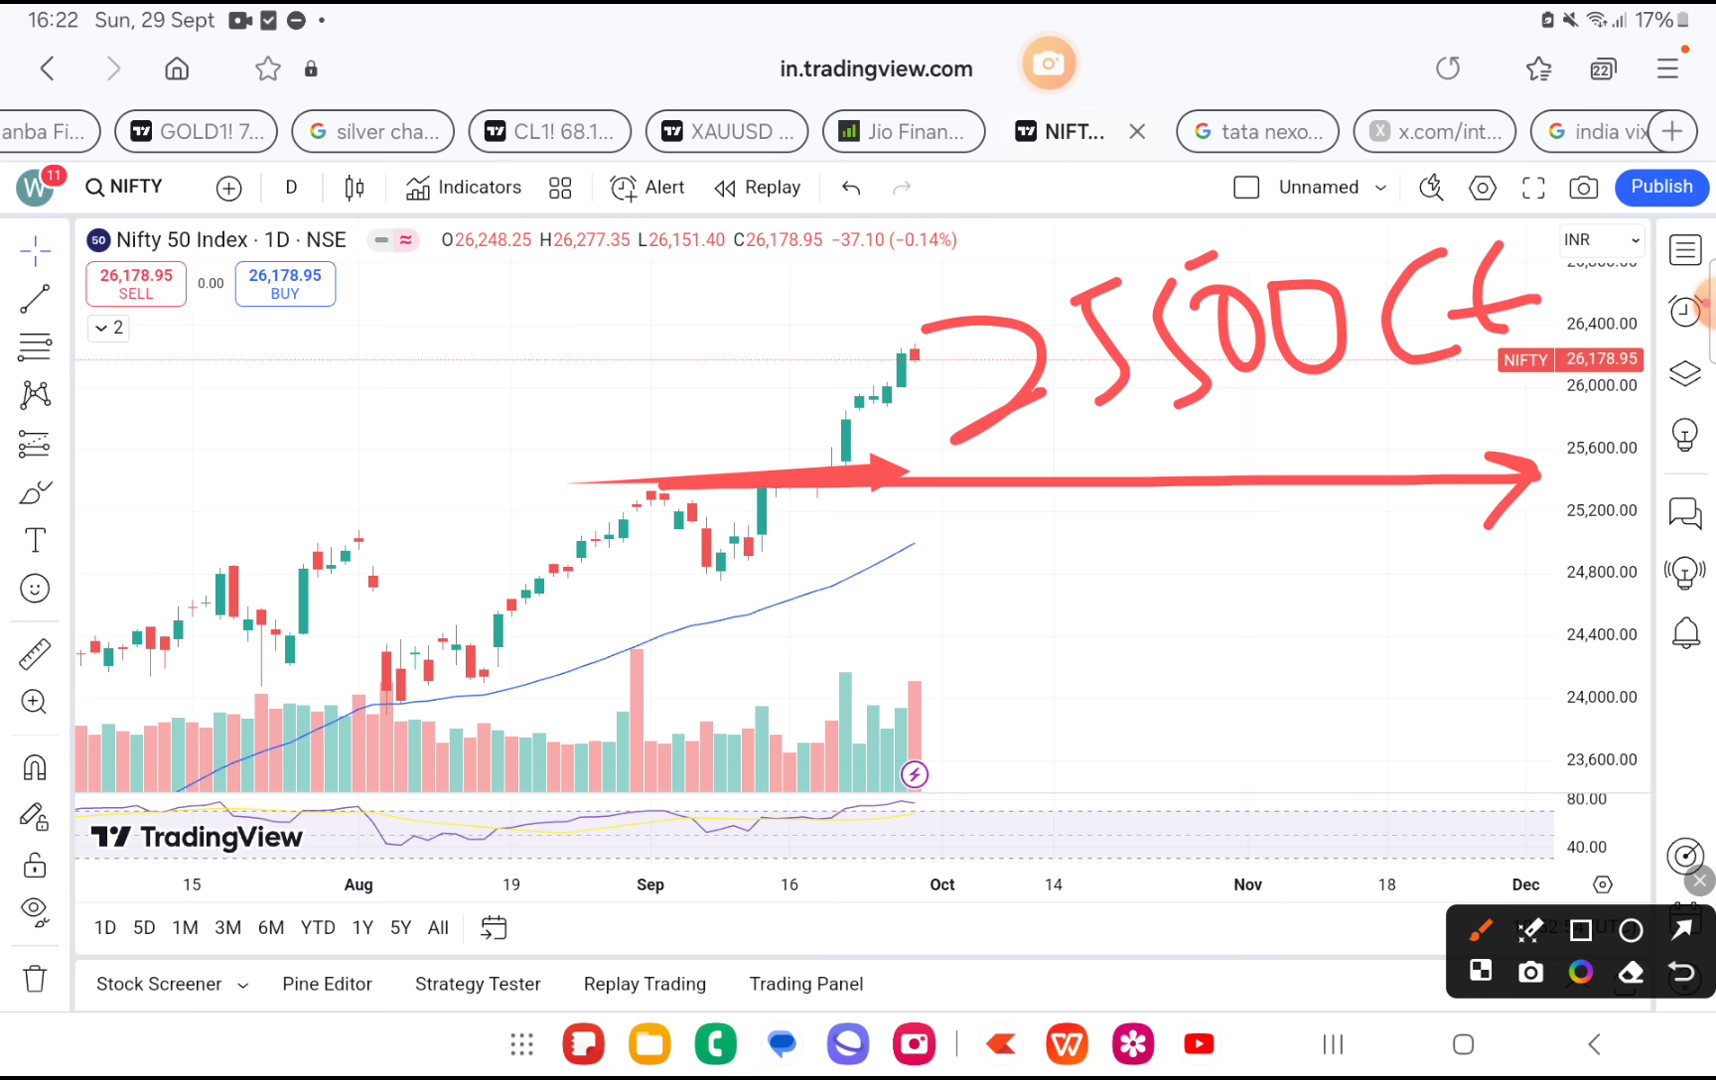 16:22 Sun, 29 Sept 17%
in.tradingview.com 22
anba Fi... GOLD1! 7... silver cha... CL1! 68.1... XAUUSD ... Jio Finan... NIFT... tata nexo... x.com/int... india vix
W 11 NIFTY D Indicators Alert Replay Unnamed Publish
50 Nifty 50 Index · 1D · NSE O26,248.25 H26,277.35 L26,151.40 C26,178.95 −37.10 (−0.14%) INR
26,178.95 SELL 0.00 26,178.95 BUY
2
25500 Ct
26,400.00
NIFTY 26,178.95
26,000.00
25,600.00
25,200.00
24,800.00
24,400.00
24,000.00
23,600.00
80.00
TradingView
40.00
15 Aug 19 Sep 16 Oct 14 Nov 18 Dec
1D 5D 1M 3M 6M YTD 1Y 5Y All
Stock Screener Pine Editor Strategy Tester Replay Trading Trading Panel